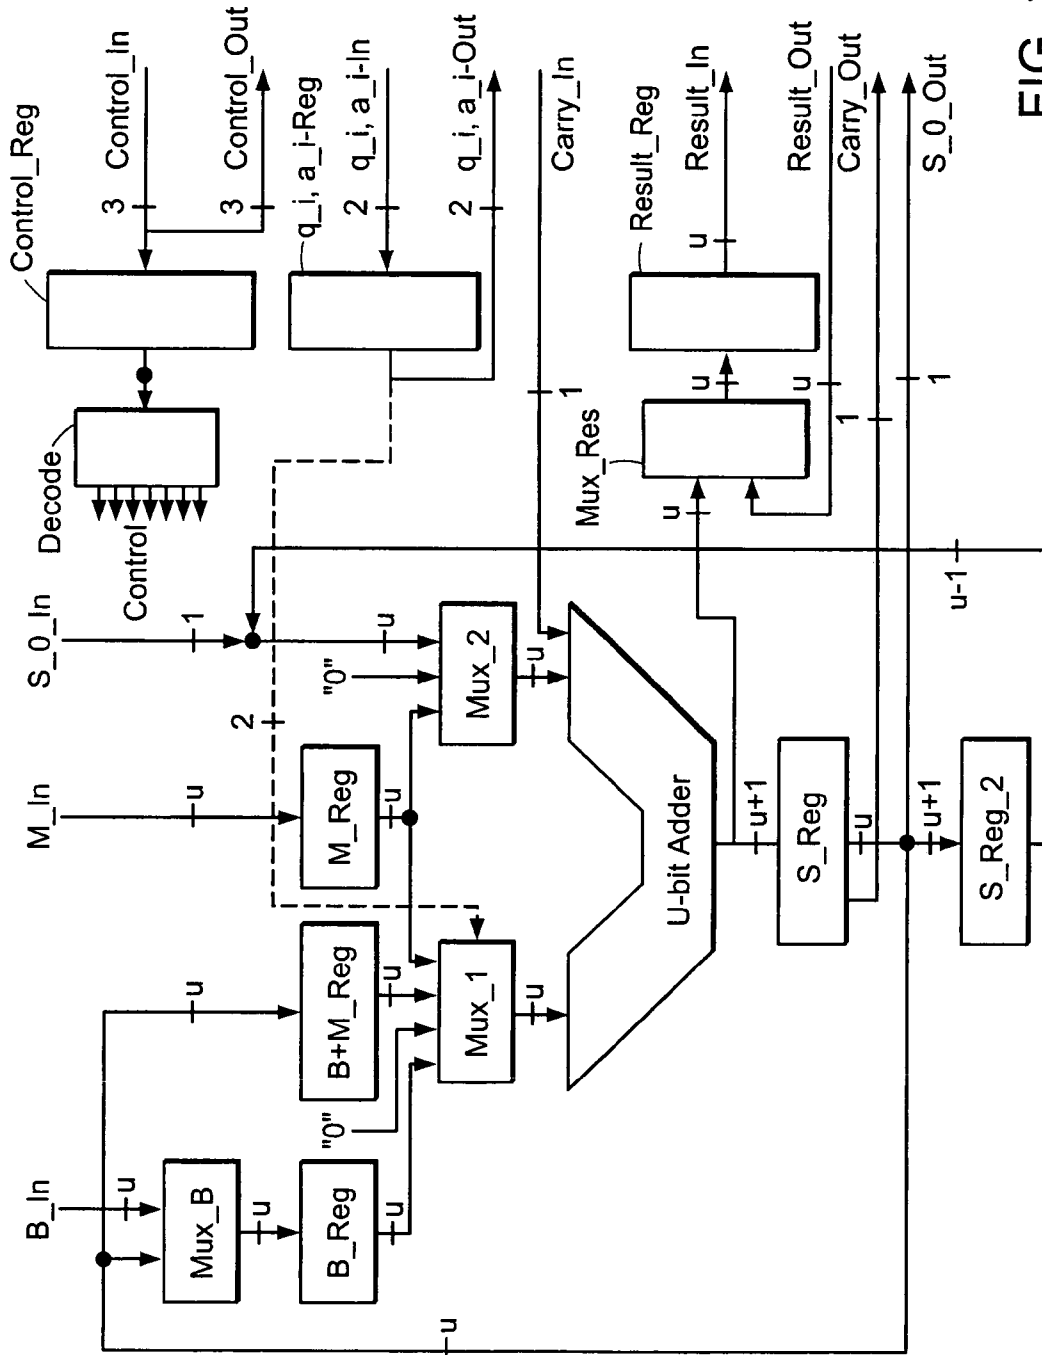 Control_Reg
3
Control_In
3
Control_Out
q_i, a_i-Reg
2
q_i, a_i-In
2
q_i, a_i-Out
Decode
Control
Carry_In
1
Result_Reg
u
Result_In
Mux_Res
u
u
u
Result_Out
1
Carry_Out
1
S_0_Out
u-1
S_0_In
1
u
"0"
Mux_2
u
2
M_In
u
M_Reg
u
B_In
u
Mux_B
u
B_Reg
u
u
B+M_Reg
u
"0"
Mux_1
u
U-bit Adder
u+1
S_Reg
u
u+1
S_Reg_2
u
FIG